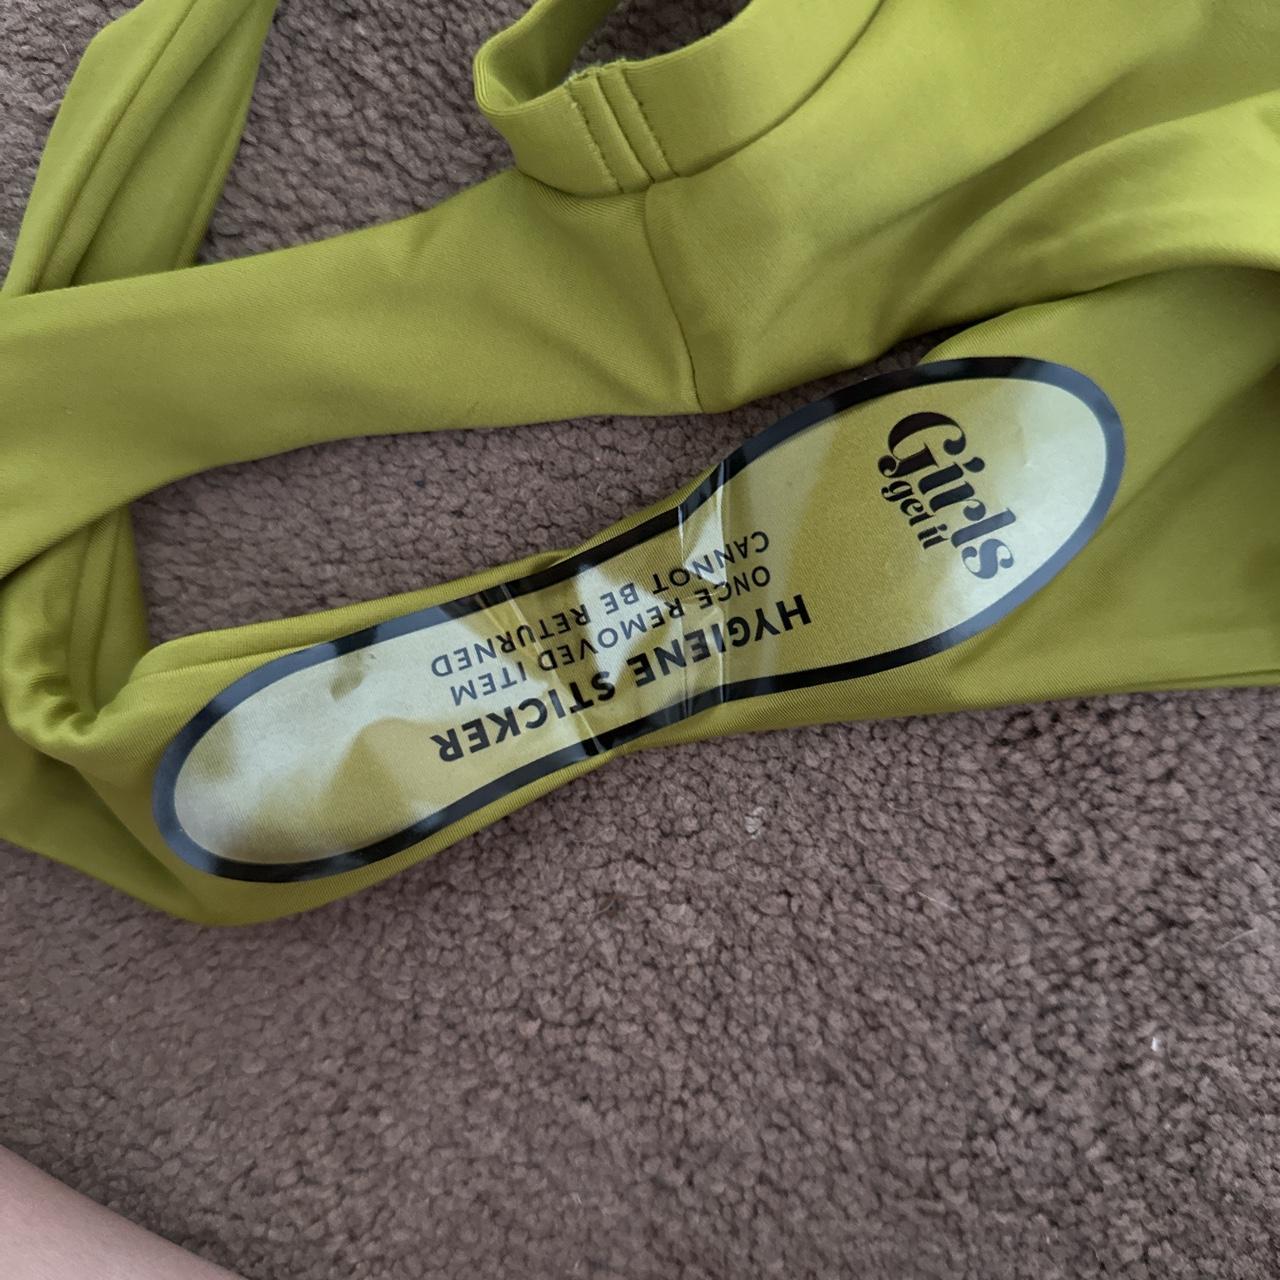 Girls
get it
HYGIENE STICKER
ONCE REMOVED ITEM
CANNOT BE RETURNED